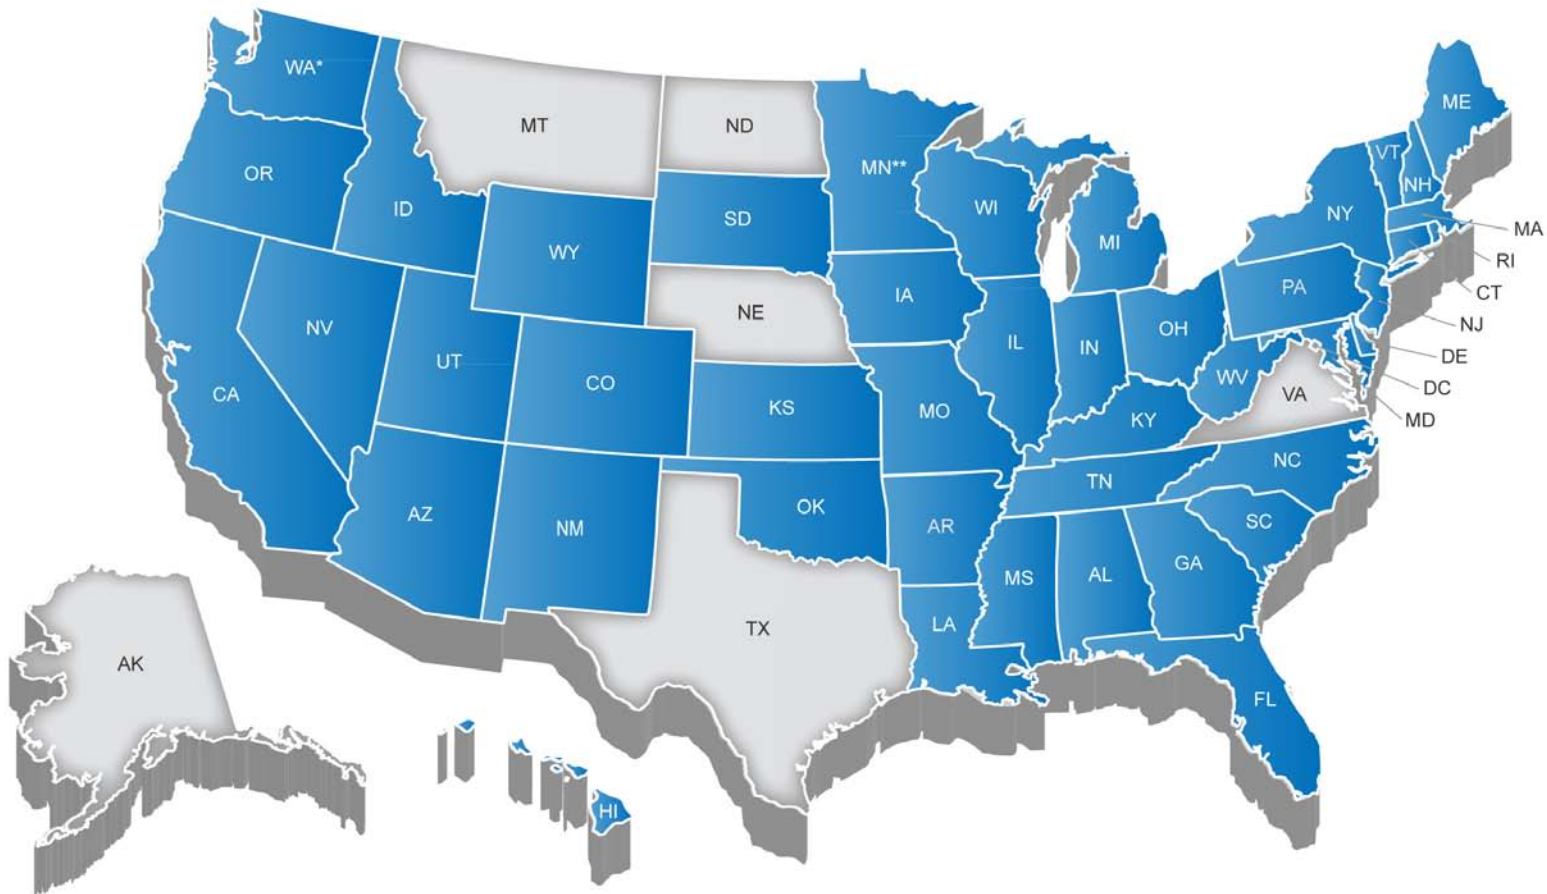 WA*
MT
ND
MN**
ME
VT
NH
OR
ID
SD
WI
NY
MA
MI
WY
RI
IA
PA
CT
NE
NV
OH
NJ
IL
IN
UT
DE
CO
WV
DC
CA
VA
KS
MO
KY
MD
NC
TN
AZ
NM
OK
AR
SC
MS
AL
GA
TX
LA
AK
FL
HI